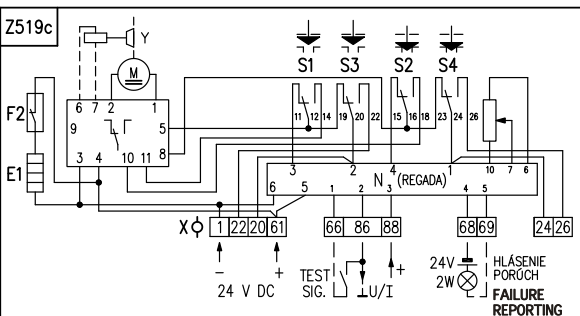 Z519c
Y
M
S1 S3 S2 S4
6 7 2 1
F2
9 5
8
3 4 10 11
E1
11 12 14 19 20 22 15 16 18 23 24 26
3 2 4 1 10 7 6
N (REGADA)
6 5 1 2 3 4 5
X 1 22 20 61 66 86 88 68 69 24 26
- +
24 V DC
TEST
SIG.
U/I
+
24V
2W
HLÁSENIE
PORÚCH
FAILURE
REPORTING